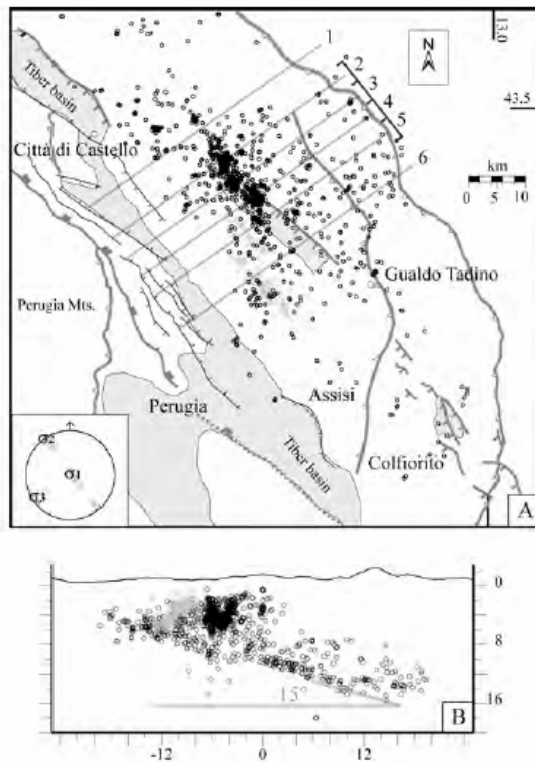 13.0
1
N
2
3
4
5
43.5
6
Tiber basin
Città di Castello
km
0 5 10
Gualdo Tadino
Perugia Mts.
Assisi
Perugia
Tiber basin
Colfiorito
σ2
σ1
σ3
A
0
8
16
15°
B
-12 0 12